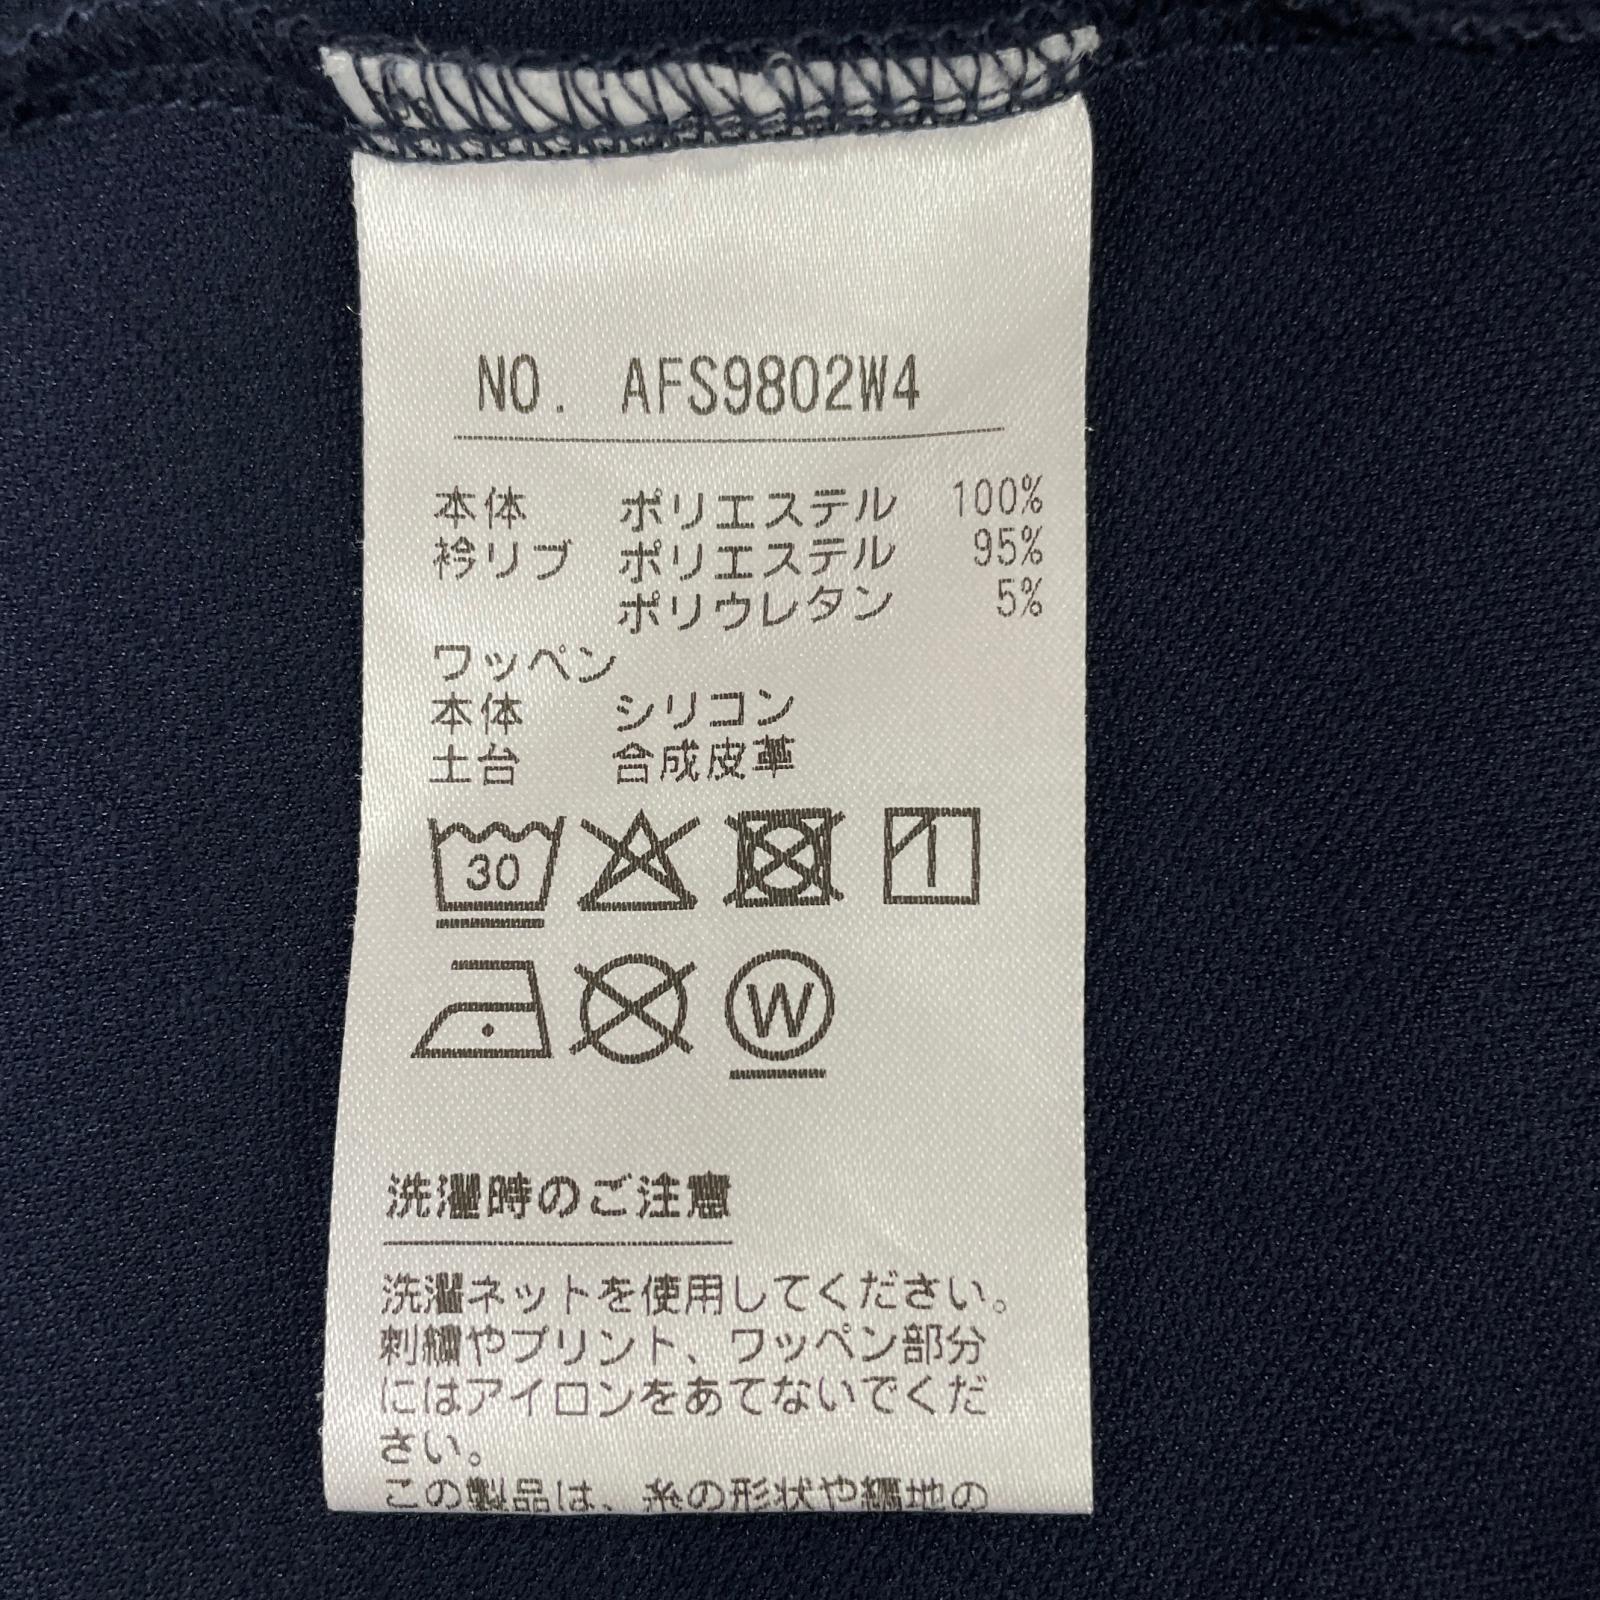 NO. AFS9802W4
本体 ポリエステル 100%
衿リブ ポリエステル 95%
ポリウレタン 5%
ワッペン
本体 シリコン
土台 合成皮革
30
W
洗濯時のご注意
洗濯ネットを使用してください。
刺繍やプリント、ワッペン部分
にはアイロンをあてないでくだ
さい。
この製品は、糸の形状や編地の